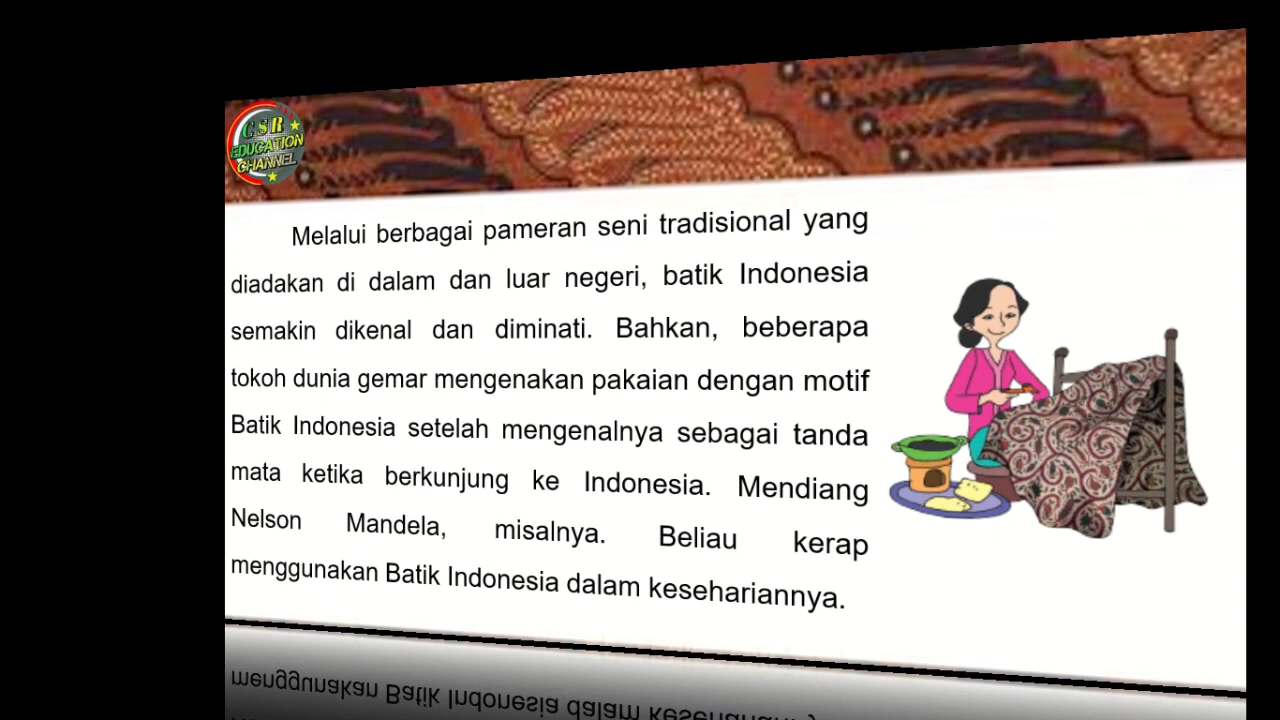 GSR
EDUCATION
CHANNEL
Melalui berbagai pameran seni tradisional yang
diadakan di dalam dan luar negeri, batik Indonesia
semakin dikenal dan diminati. Bahkan, beberapa
tokoh dunia gemar mengenakan pakaian dengan motif
Batik Indonesia setelah mengenalnya sebagai tanda
mata ketika berkunjung ke Indonesia. Mendiang
Nelson Mandela, misalnya. Beliau kerap
menggunakan Batik Indonesia dalam kesehariannya.